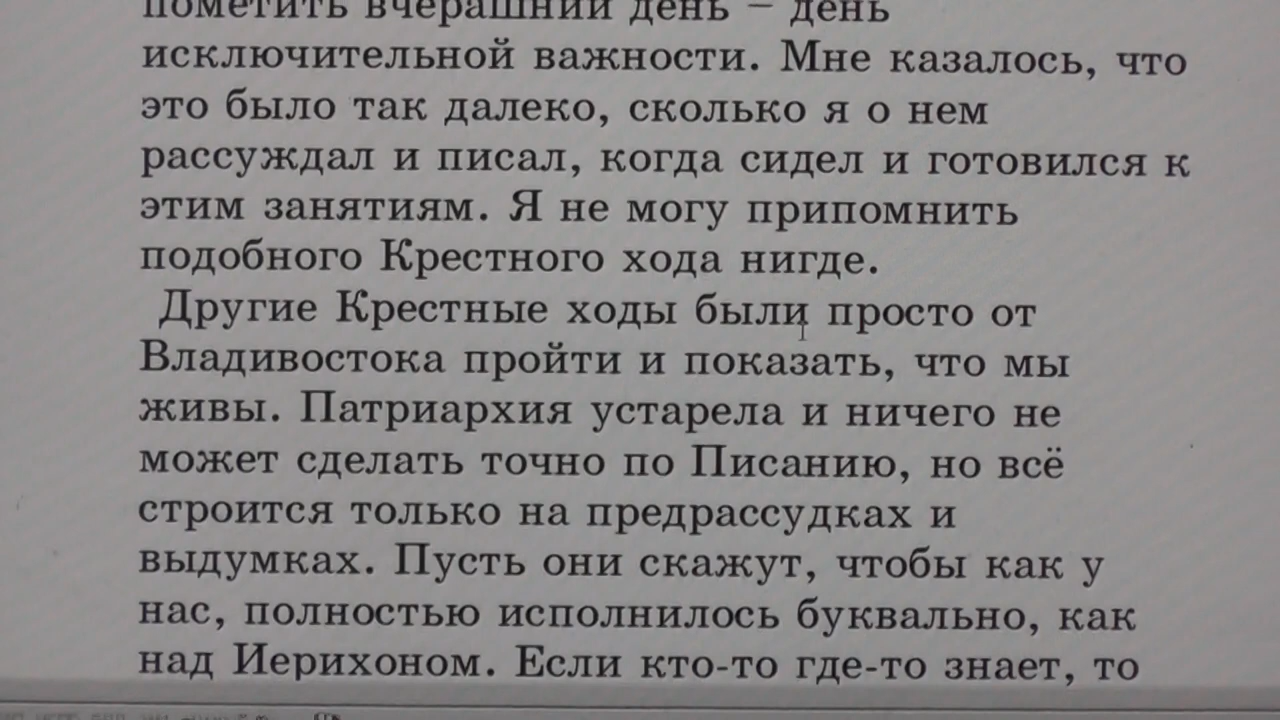 пометить вчерашний день – день
исключительной важности. Мне казалось, что
это было так далеко, сколько я о нем
рассуждал и писал, когда сидел и готовился к
этим занятиям. Я не могу припомнить
подобного Крестного хода нигде.
Другие Крестные ходы были просто от
Владивостока пройти и показать, что мы
живы. Патриархия устарела и ничего не
может сделать точно по Писанию, но всё
строится только на предрассудках и
выдумках. Пусть они скажут, чтобы как у
нас, полностью исполнилось буквально, как
над Иерихоном. Если кто-то где-то знает, то